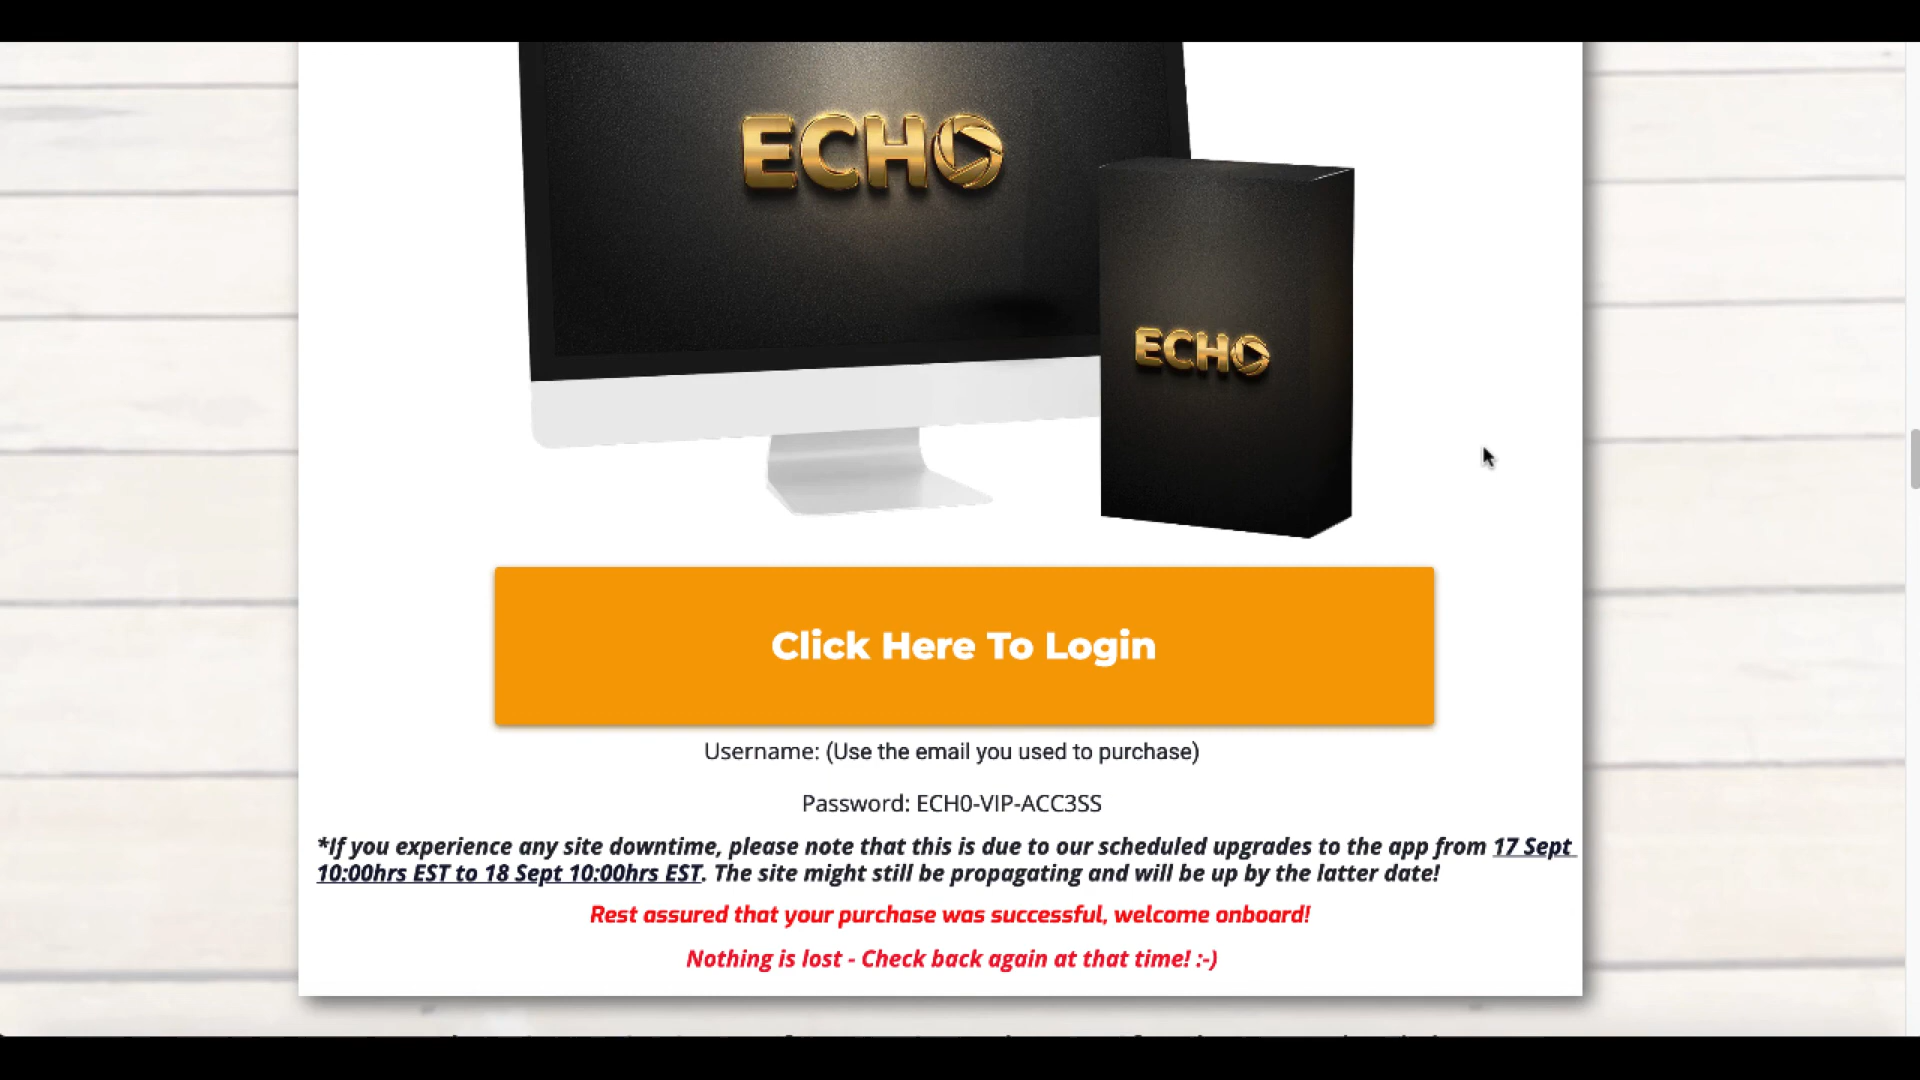 ECHO
ECHO
Click Here To Login
Username: (Use the email you used to purchase)
Password: ECH0-VIP-ACC3SS
*If you experience any site downtime, please note that this is due to our scheduled upgrades to the app from 17 Sept
10:00hrs EST to 18 Sept 10:00hrs EST. The site might still be propagating and will be up by the latter date!
Rest assured that your purchase was successful, welcome onboard!
Nothing is lost - Check back again at that time! :-)